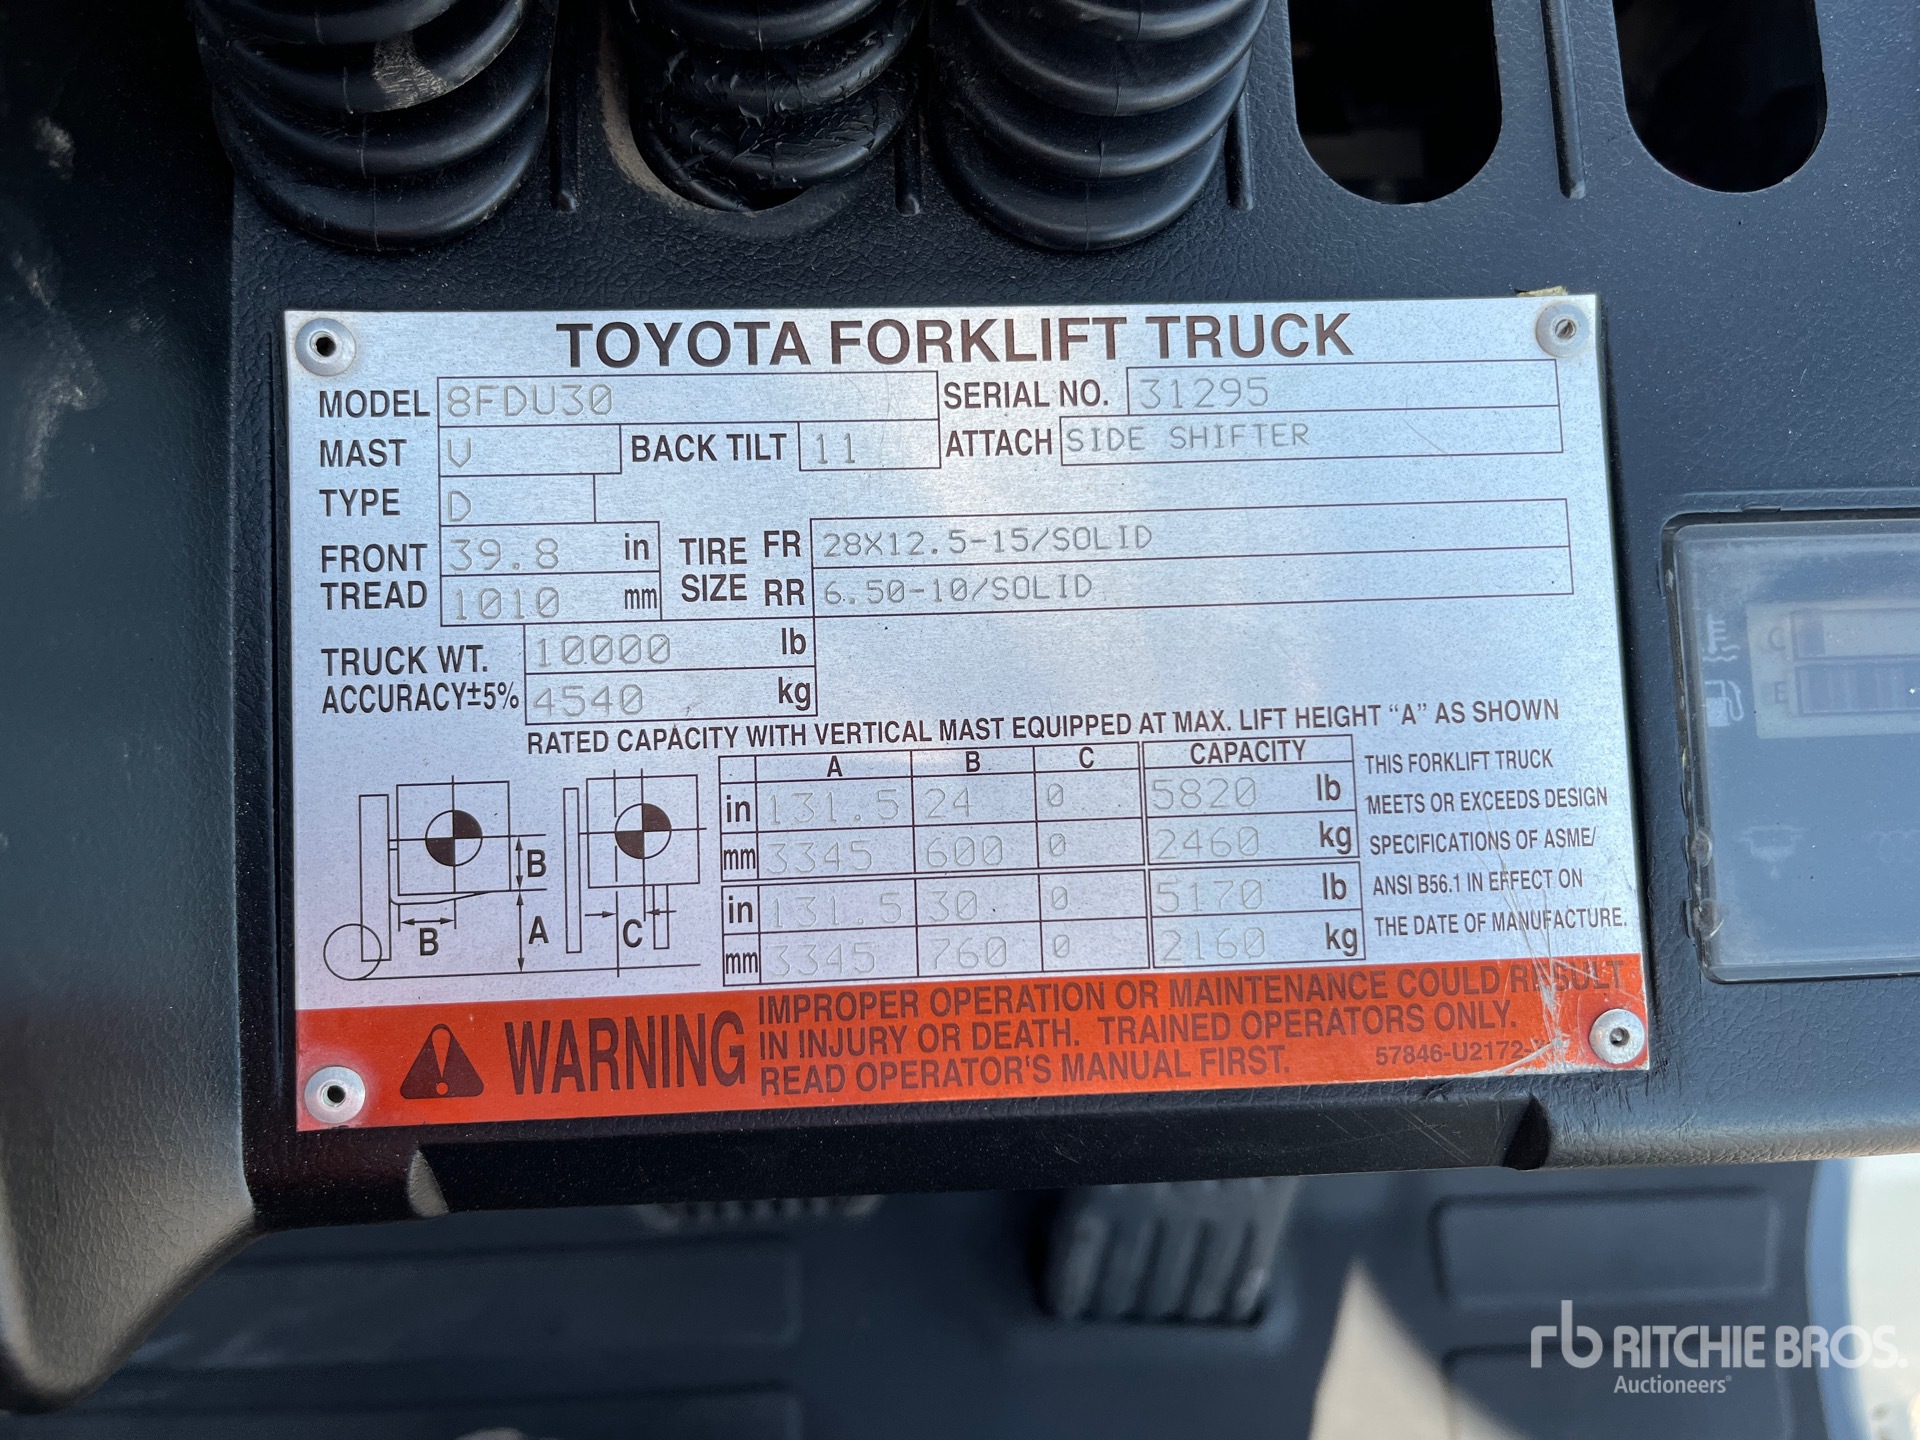 TOYOTA FORKLIFT TRUCK
MODEL 8FDU30 SERIAL NO. 31295
MAST V BACK TILT 11 ATTACH SIDE SHIFTER
TYPE D
FRONT TREAD 39.8 in TIRE SIZE FR 28X12.5-15/SOLID
1010 mm RR 6.50-10/SOLID
TRUCK WT. 10000 lb
ACCURACY±5% 4540 kg
RATED CAPACITY WITH VERTICAL MAST EQUIPPED AT MAX. LIFT HEIGHT "A" AS SHOWN
A B C CAPACITY
in 131.5 24 0 5820 lb
mm 3345 600 0 2460 kg
in 131.5 30 0 5170 lb
mm 3345 760 0 2160 kg
B
B A C
THIS FORKLIFT TRUCK
MEETS OR EXCEEDS DESIGN
SPECIFICATIONS OF ASME/
ANSI B56.1 IN EFFECT ON
THE DATE OF MANUFACTURE.
WARNING
IMPROPER OPERATION OR MAINTENANCE COULD RESULT
IN INJURY OR DEATH. TRAINED OPERATORS ONLY.
READ OPERATOR'S MANUAL FIRST.
57846-U2172-
C
E
rb RITCHIE BROS.
Auctioneers